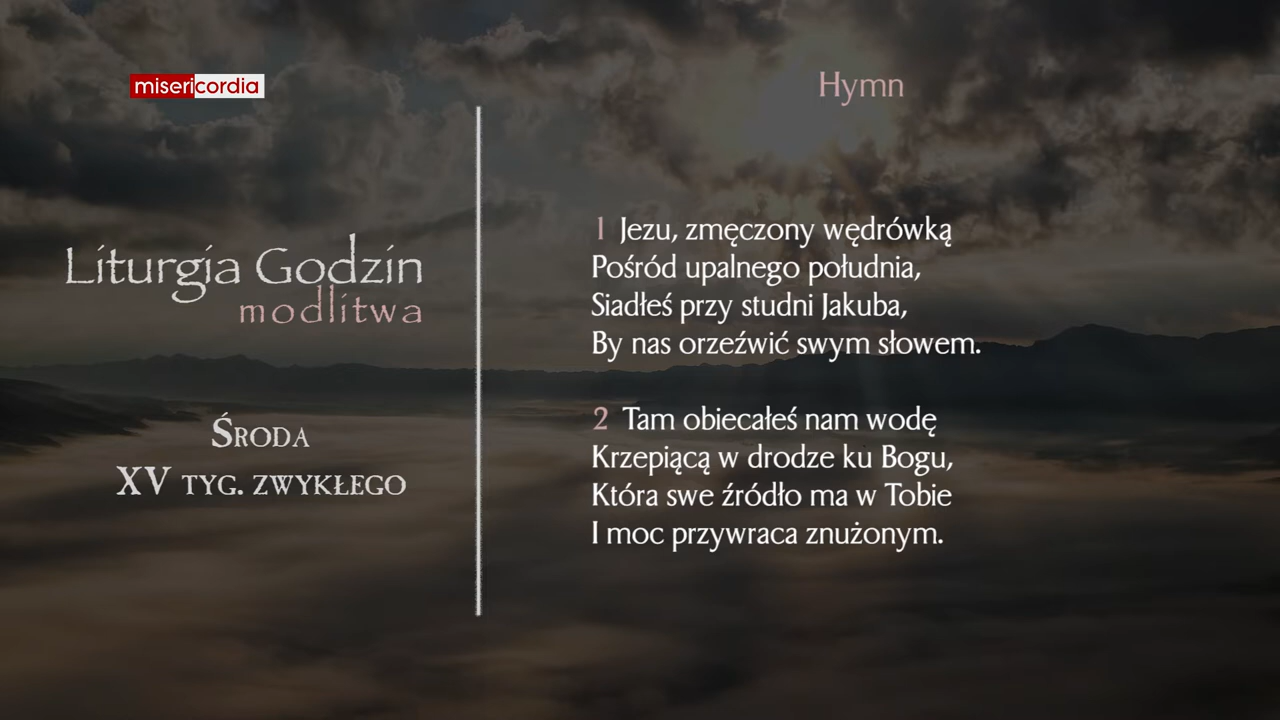 misericordia
Liturgia Godzin
modlitwa
Środa
XV tyg. zwykłego
Hymn
1 Jezu, zmęczony wędrówką
Pośród upalnego południa,
Siadłeś przy studni Jakuba,
By nas orzeźwić swym słowem.
2 Tam obiecałeś nam wodę
Krzepiącą w drodze ku Bogu,
Która swe źródło ma w Tobie
I moc przywraca znużonym.